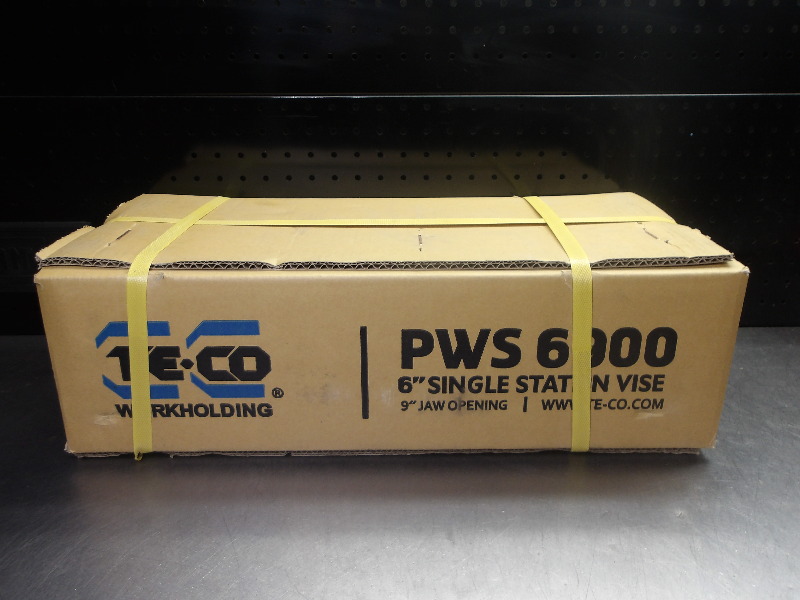 TE-CO®
WORKHOLDING
PWS 6900
6" SINGLE STATION VISE
9" JAW OPENING | WWW.TE-CO.COM